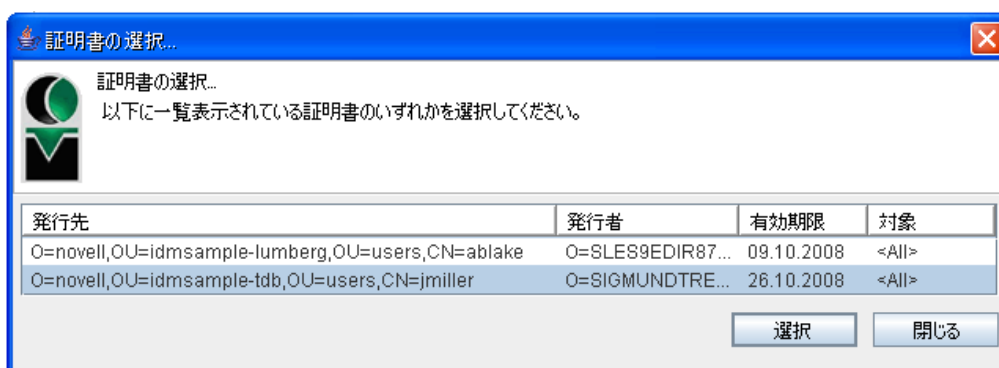 証明書の選択...
証明書の選択...
以下に一覧表示されている証明書のいずれかを選択してください。
発行先 発行者 有効期限 対象
O=novell,OU=idmsample-lumberg,OU=users,CN=ablake O=SLES9EDIR87... 09.10.2008 <All>
O=novell,OU=idmsample-tdb,OU=users,CN=jmiller O=SIGMUNDTRE... 26.10.2008 <All>
選択 閉じる